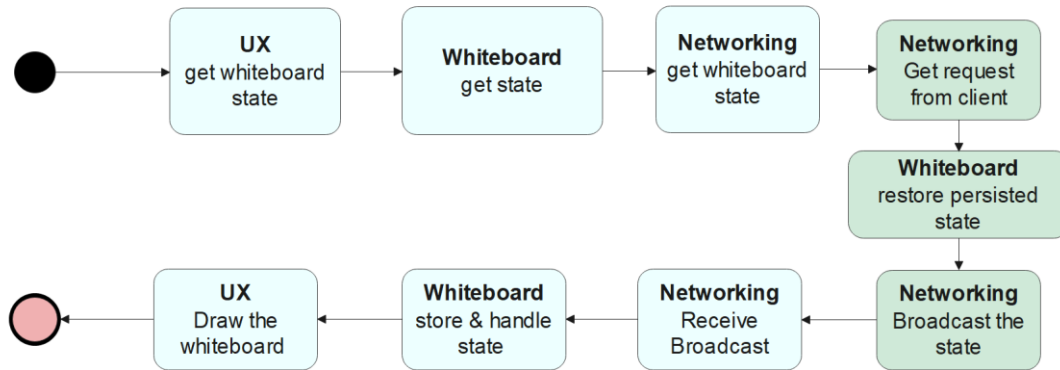 UX
get whiteboard
state
Whiteboard
get state
Networking
get whiteboard
state
Networking
Get request
from client
Whiteboard
restore persisted
state
Networking
Broadcast the
state
Networking
Receive
Broadcast
Whiteboard
store & handle
state
UX
Draw the
whiteboard